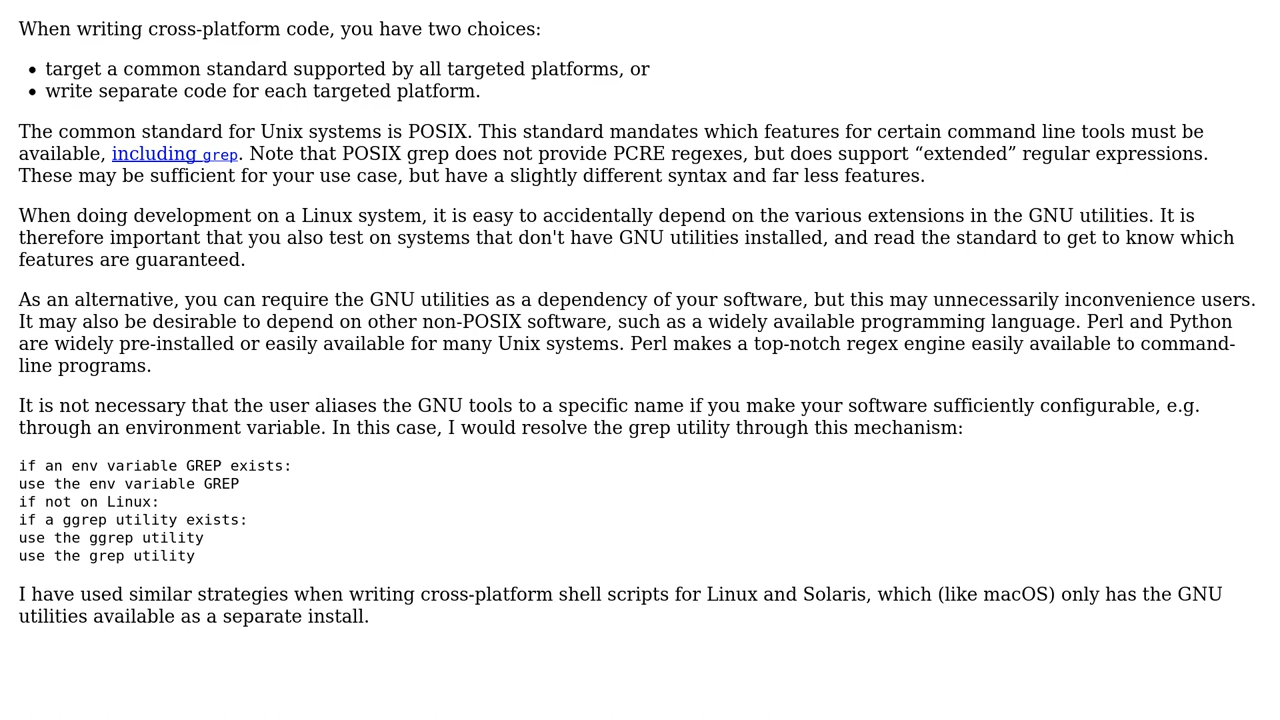 When writing cross-platform code, you have two choices:
• target a common standard supported by all targeted platforms, or
• write separate code for each targeted platform.
The common standard for Unix systems is POSIX. This standard mandates which features for certain command line tools must be
available, including grep. Note that POSIX grep does not provide PCRE regexes, but does support “extended” regular expressions.
These may be sufficient for your use case, but have a slightly different syntax and far less features.
When doing development on a Linux system, it is easy to accidentally depend on the various extensions in the GNU utilities. It is
therefore important that you also test on systems that don't have GNU utilities installed, and read the standard to get to know which
features are guaranteed.
As an alternative, you can require the GNU utilities as a dependency of your software, but this may unnecessarily inconvenience users.
It may also be desirable to depend on other non-POSIX software, such as a widely available programming language. Perl and Python
are widely pre-installed or easily available for many Unix systems. Perl makes a top-notch regex engine easily available to command-
line programs.
It is not necessary that the user aliases the GNU tools to a specific name if you make your software sufficiently configurable, e.g.
through an environment variable. In this case, I would resolve the grep utility through this mechanism:
if an env variable GREP exists:
use the env variable GREP
if not on Linux:
if a ggrep utility exists:
use the ggrep utility
use the grep utility
I have used similar strategies when writing cross-platform shell scripts for Linux and Solaris, which (like macOS) only has the GNU
utilities available as a separate install.